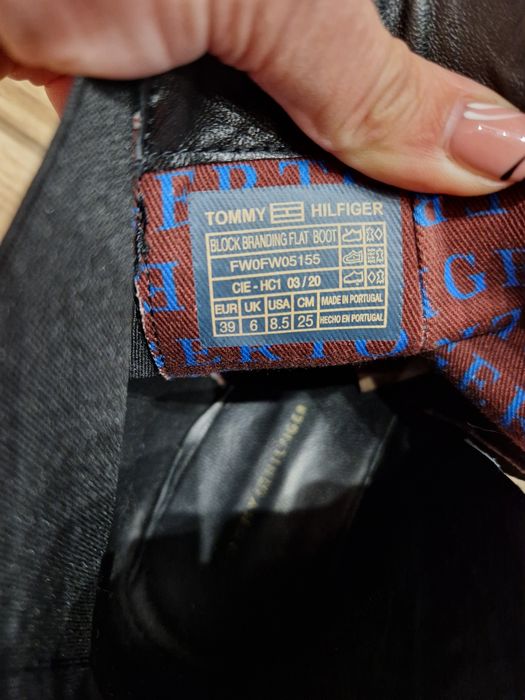 TOMMY HILFIGER
BLOCK BRANDING FLAT BOOT
FW0FW05155
CIE - HC1 03 / 20
EUR UK USA CM MADE IN PORTUGAL
39 6 8.5 25 HECHO EN PORTUGAL